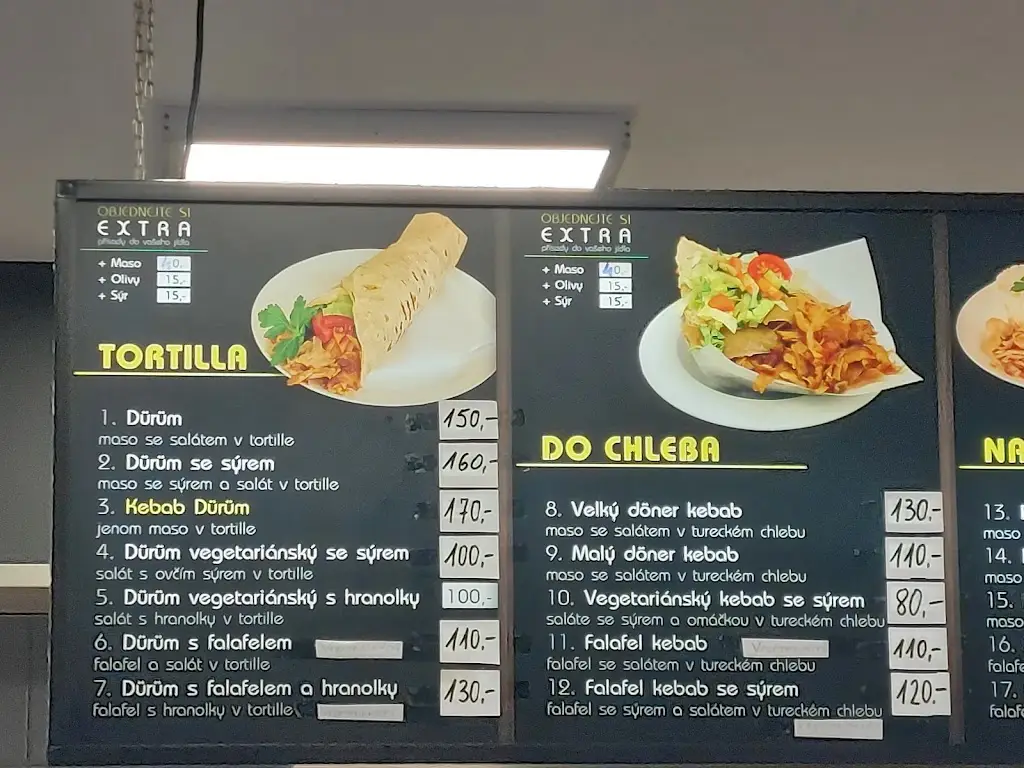 OBJEDNEJTE SI
EXTRA
přísady do vašeho jídla
+ Maso 40,-
+ Olivy 15,-
+ Sýr 15,-
TORTILLA
1. Dürüm 150,-
maso se salátem v tortille
2. Dürüm se sýrem 160,-
maso se sýrem a salát v tortille
3. Kebab Dürüm 170,-
jenom maso v tortille
4. Dürüm vegetariánský se sýrem 100,-
salát s ovčím sýrem v tortille
5. Dürüm vegetariánský s hranolky 100,-
salát s hranolky v tortille
6. Dürüm s falafelem 110,-
falafel a salát v tortille
7. Dürüm s falafelem a hranolky 130,-
falafel s hranolky v tortille
OBJEDNEJTE SI
EXTRA
přísady do vašeho jídla
+ Maso 40,-
+ Olivy 15,-
+ Sýr 15,-
DO CHLEBA
8. Velký döner kebab 130,-
maso se salátem v tureckém chlebu
9. Malý döner kebab 110,-
maso se salátem v tureckém chlebu
10. Vegetariánský kebab se sýrem 80,-
saláte se sýrem a omáčkou v tureckém chlebu
11. Falafel kebab 110,-
falafel se salátem v tureckém chlebu
12. Falafel kebab se sýrem 120.-
falafel se sýrem a salátem v tureckém chlebu
NA
13.
maso
14.
maso
15.
maso
16.
falafe
17.
falafe